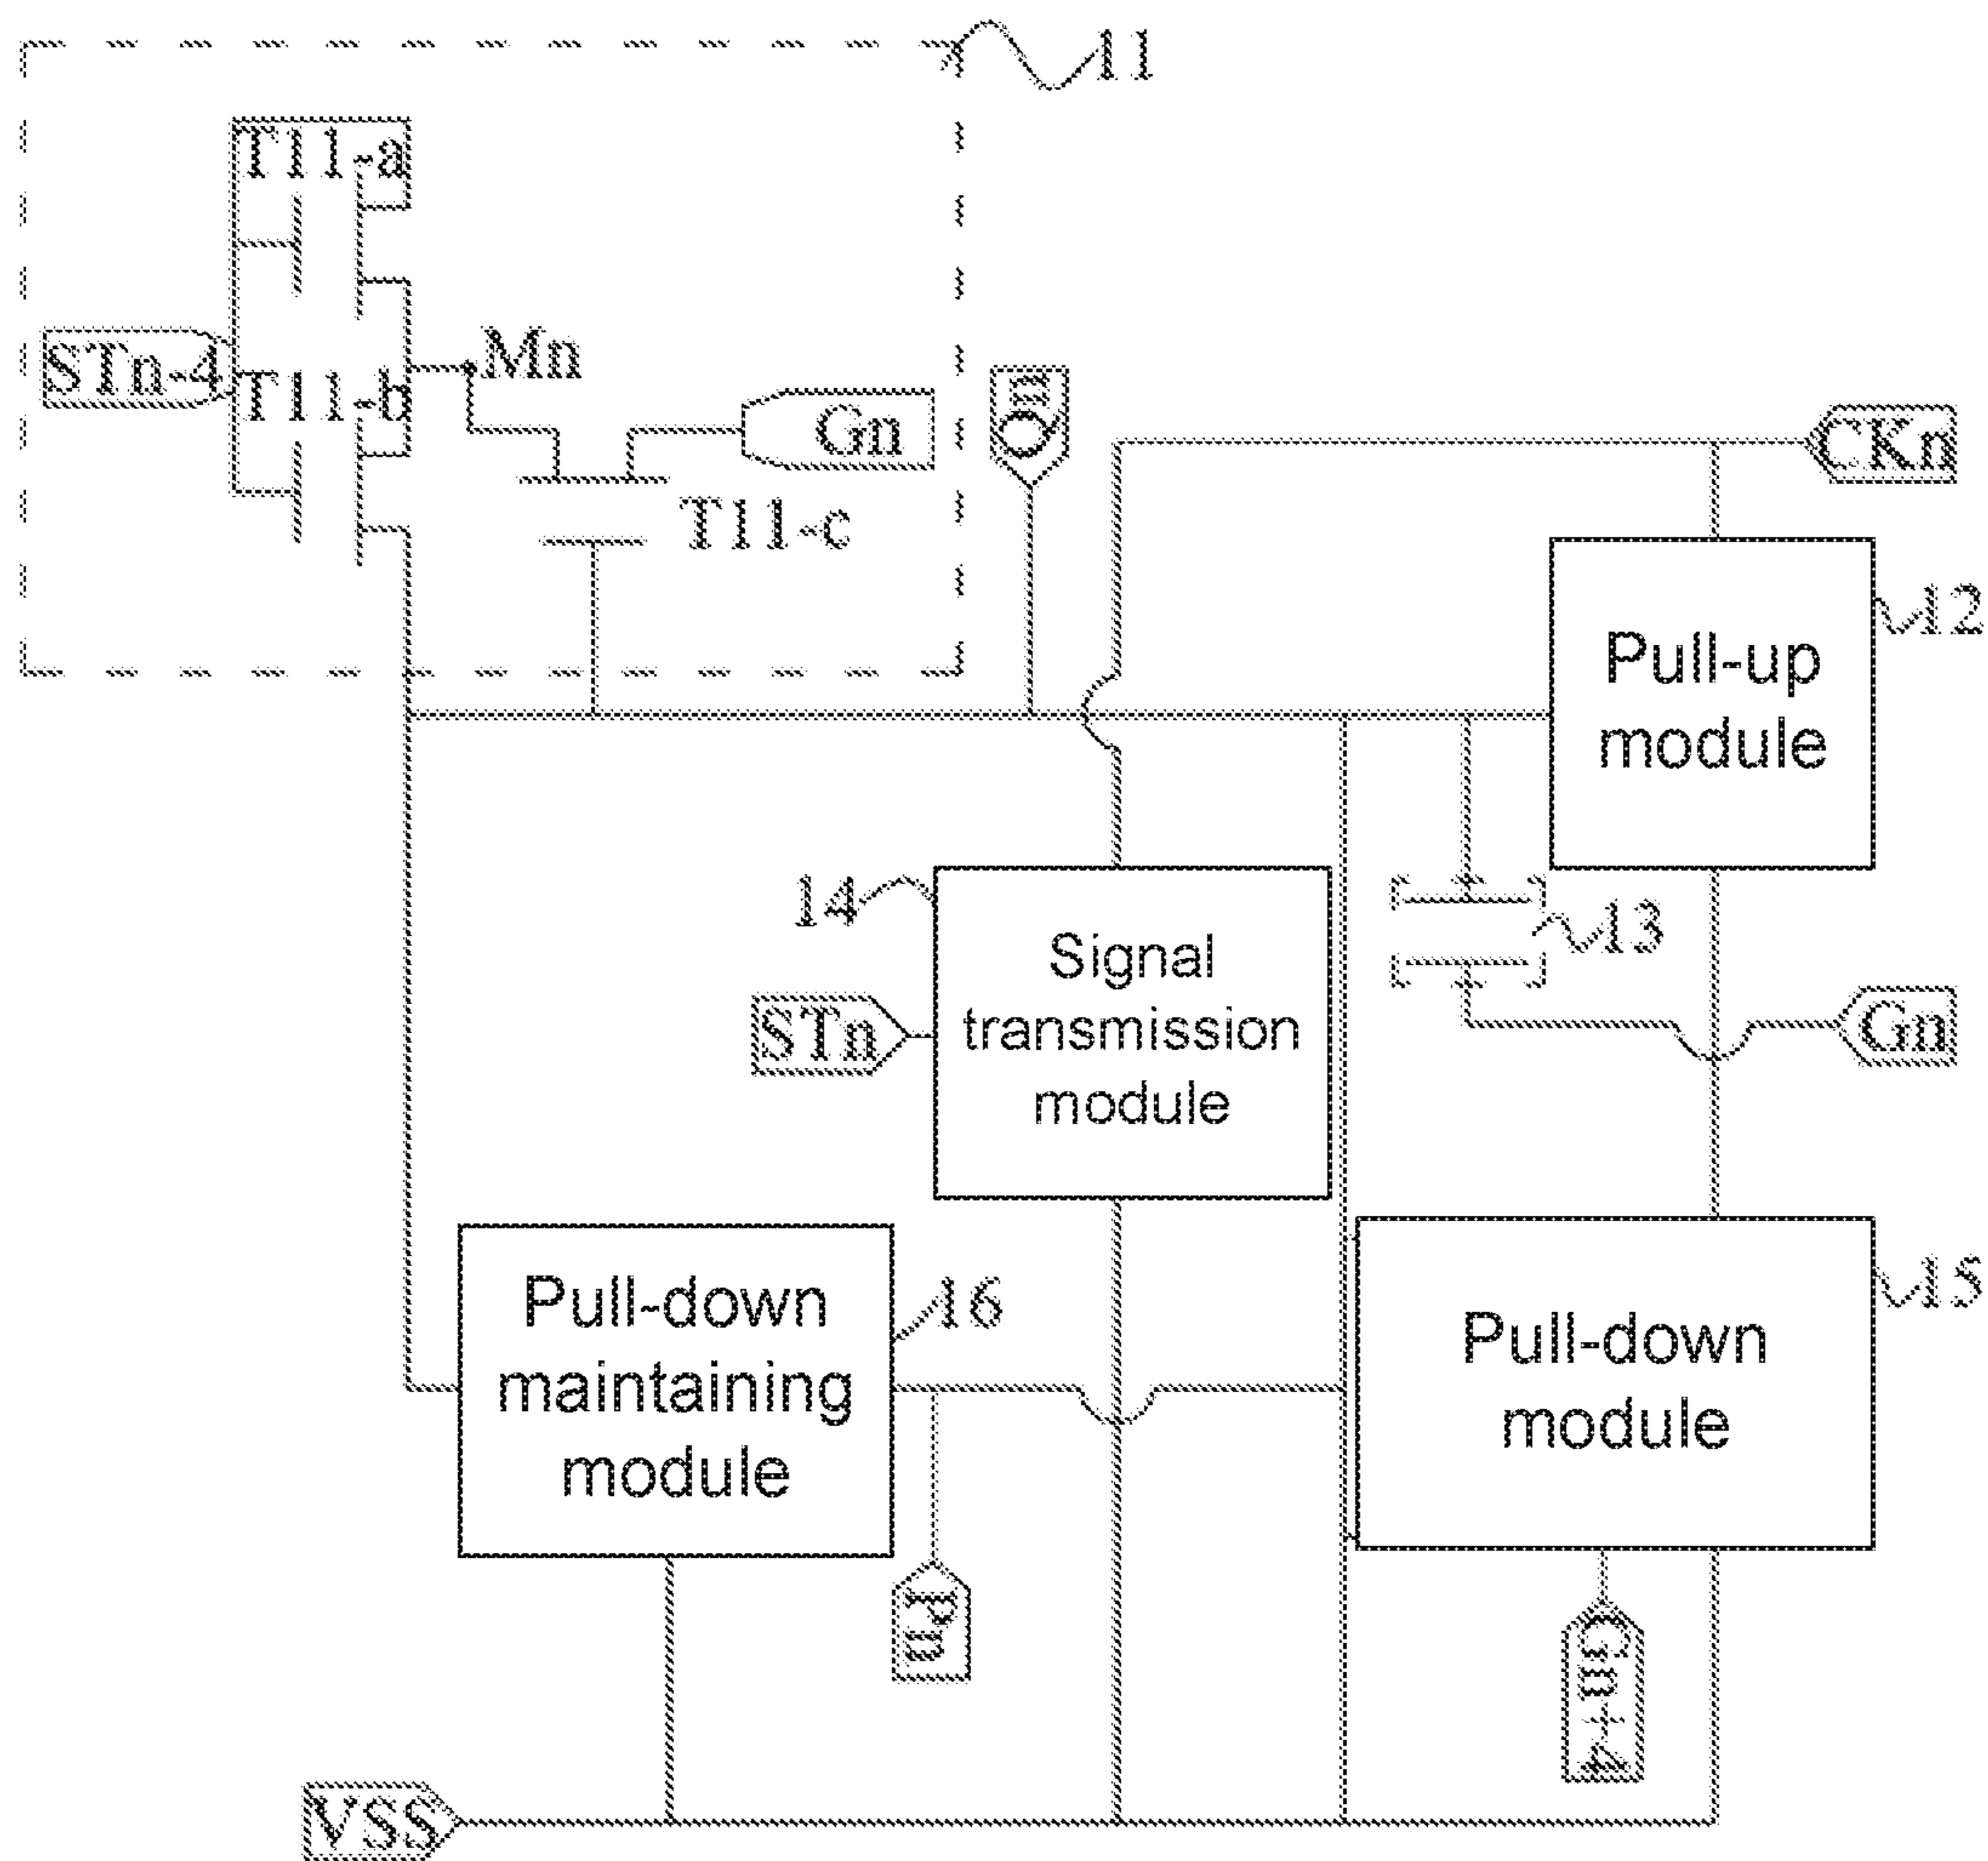 11
T11-a
STn-4
T11-b
Mn
Gn
T11-c
Qn
CKn
12
Pull-up
module
14
Signal
transmission
module
13
STn
Gn
Pull-down
maintaining
module
16
Pull-down
module
15
Pn
Gn+4
VSS